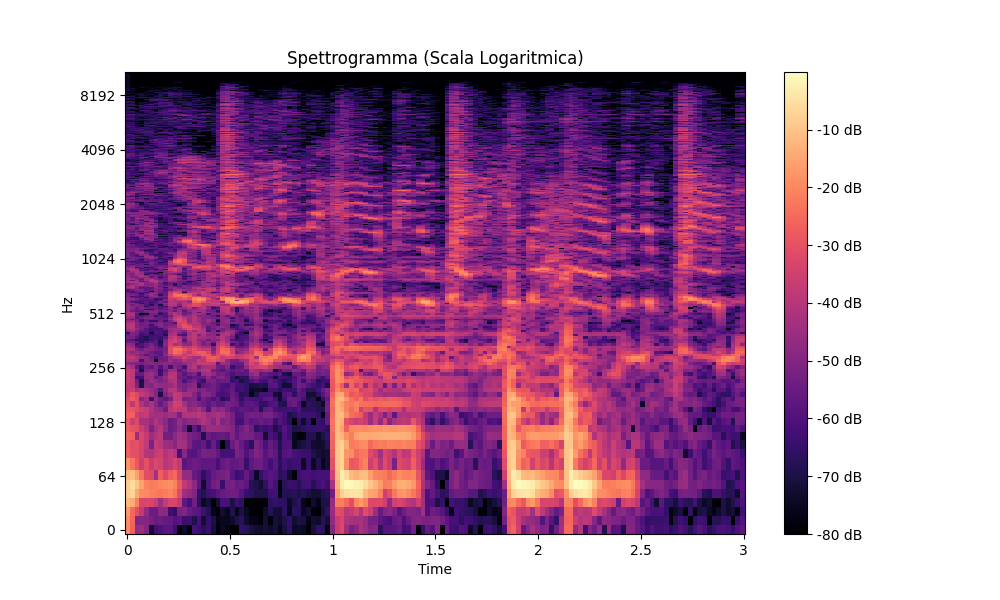 Spettrogramma (Scala Logaritmica)
8192
4096
2048
1024
512
256
128
64
0
Hz
0 0.5 1 1.5 2 2.5 3
Time
-10 dB
-20 dB
-30 dB
-40 dB
-50 dB
-60 dB
-70 dB
-80 dB